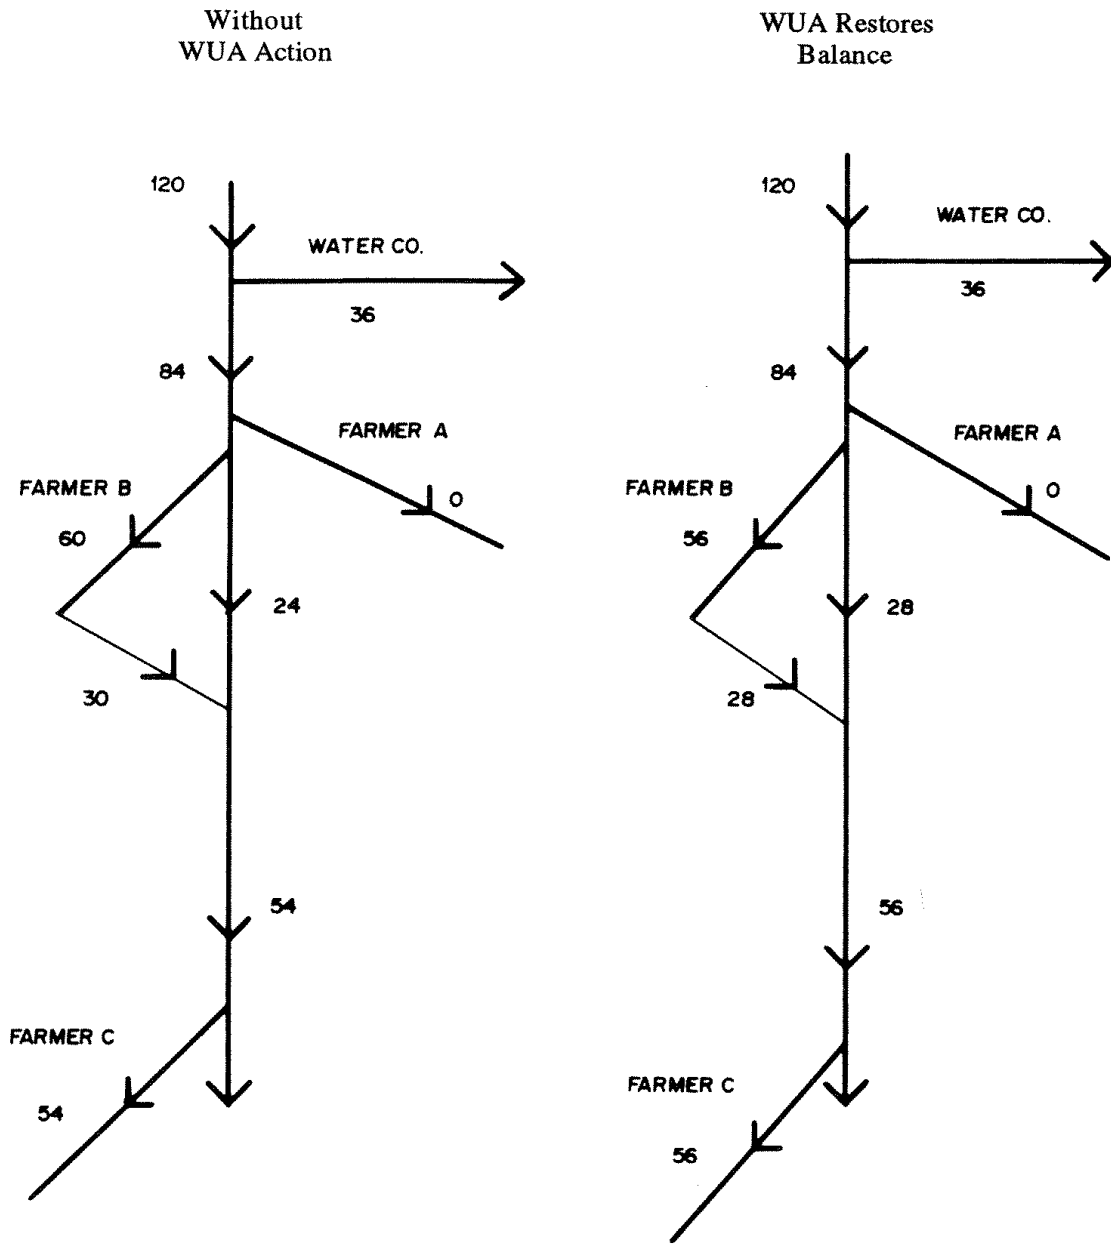 Without
WUA Action
120
WATER CO.
36
84
FARMER A
0
FARMER B
60
24
30
54
FARMER C
54
WUA Restores
Balance
120
WATER CO.
36
84
FARMER A
0
FARMER B
56
28
28
56
FARMER C
56